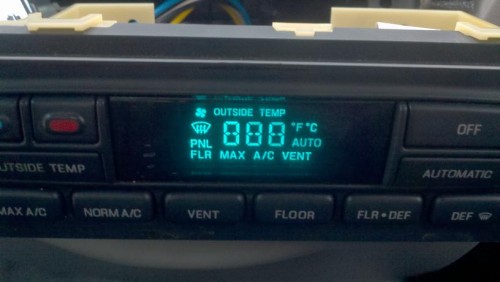 OUTSIDE TEMP
888 °F °C
PNL AUTO
FLR MAX A/C VENT
OFF
OUTSIDE TEMP
AUTOMATIC
MAX A/C
NORM A/C
VENT
FLOOR
FLR•DEF
DEF